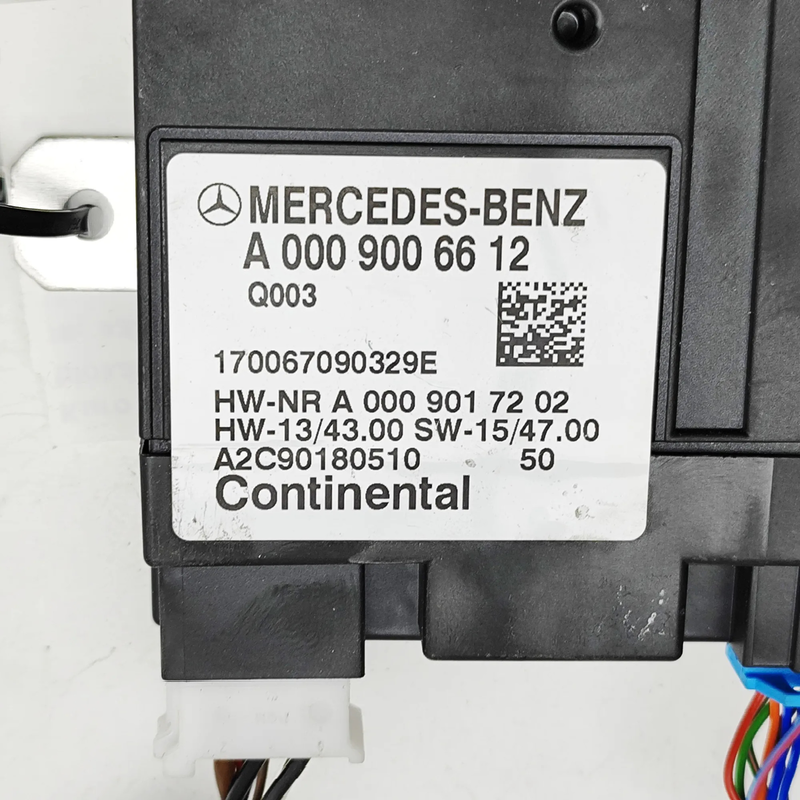 MERCEDES-BENZ
A 000 900 66 12
Q003
170067090329E
HW-NR A 000 901 72 02
HW-13/43.00 SW-15/47.00
A2C90180510 50
Continental